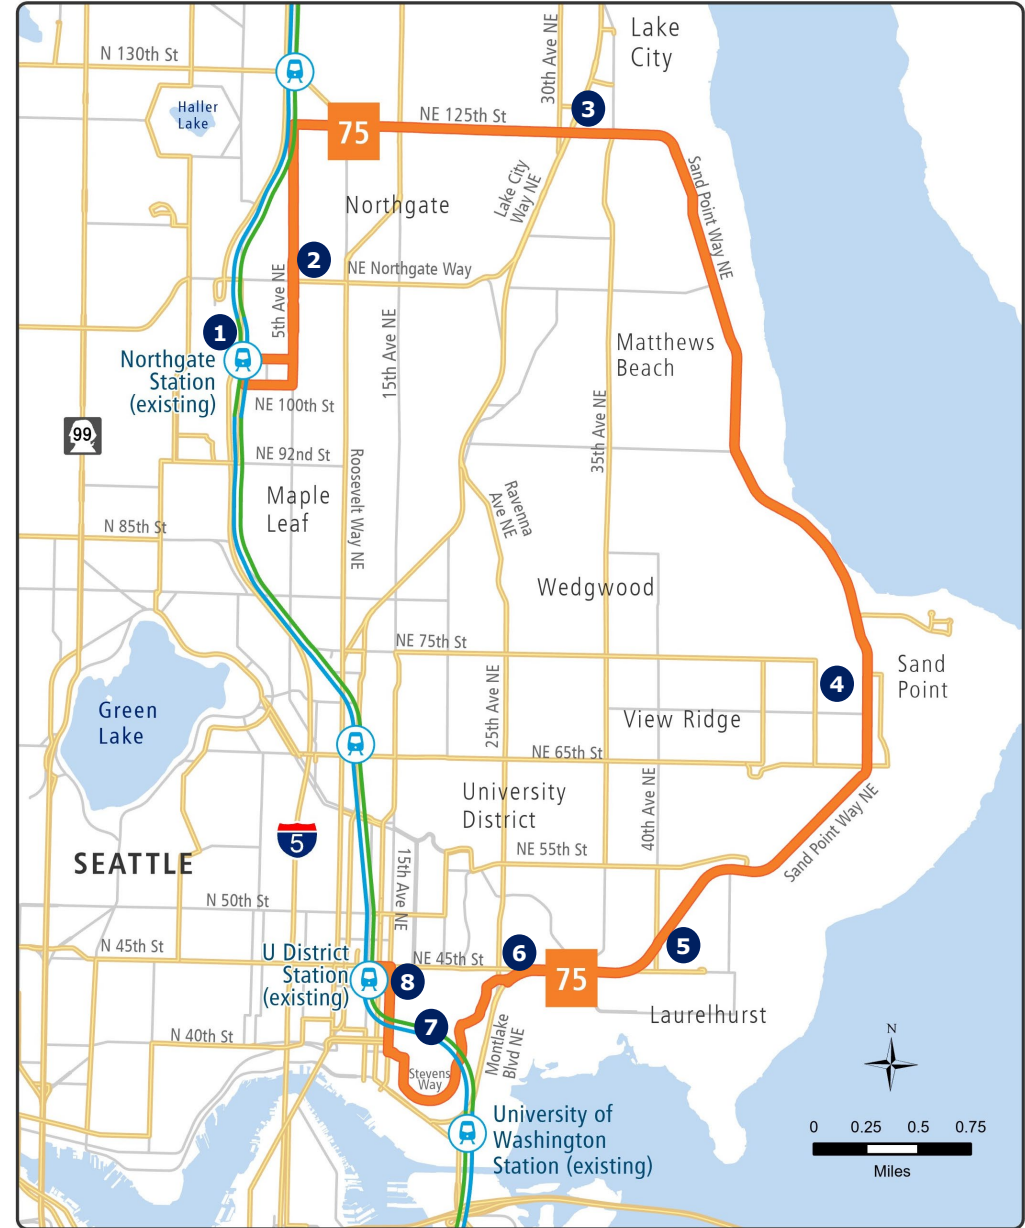 Lake
City
30th Ave NE
N 130th St
3
Haller
Lake
NE 125th St
75
Sand Point Way NE
Lake City
Way NE
Northgate
2
NE Northgate Way
5th Ave NE
1
15th Ave NE
Matthews
Beach
Northgate
Station
(existing)
35th Ave NE
NE 100th St
99
NE 92nd St
Roosevelt Way NE
Maple
Leaf
Ravenna
Ave NE
N 85th St
Wedgwood
NE 75th St
Sand
Point
4
25th Ave NE
Green
Lake
View Ridge
NE 65th St
University
District
40th Ave NE
Sand Point Way NE
5
SEATTLE
NE 55th St
15th Ave NE
N 50th St
N 45th St
U District
Station
(existing)
NE 45th St
6
5
75
8
Laurelhurst
7
N 40th St
Montlake
Blvd NE
N
Stevens
Way
University of
Washington
Station (existing)
0 0.25 0.5 0.75
Miles